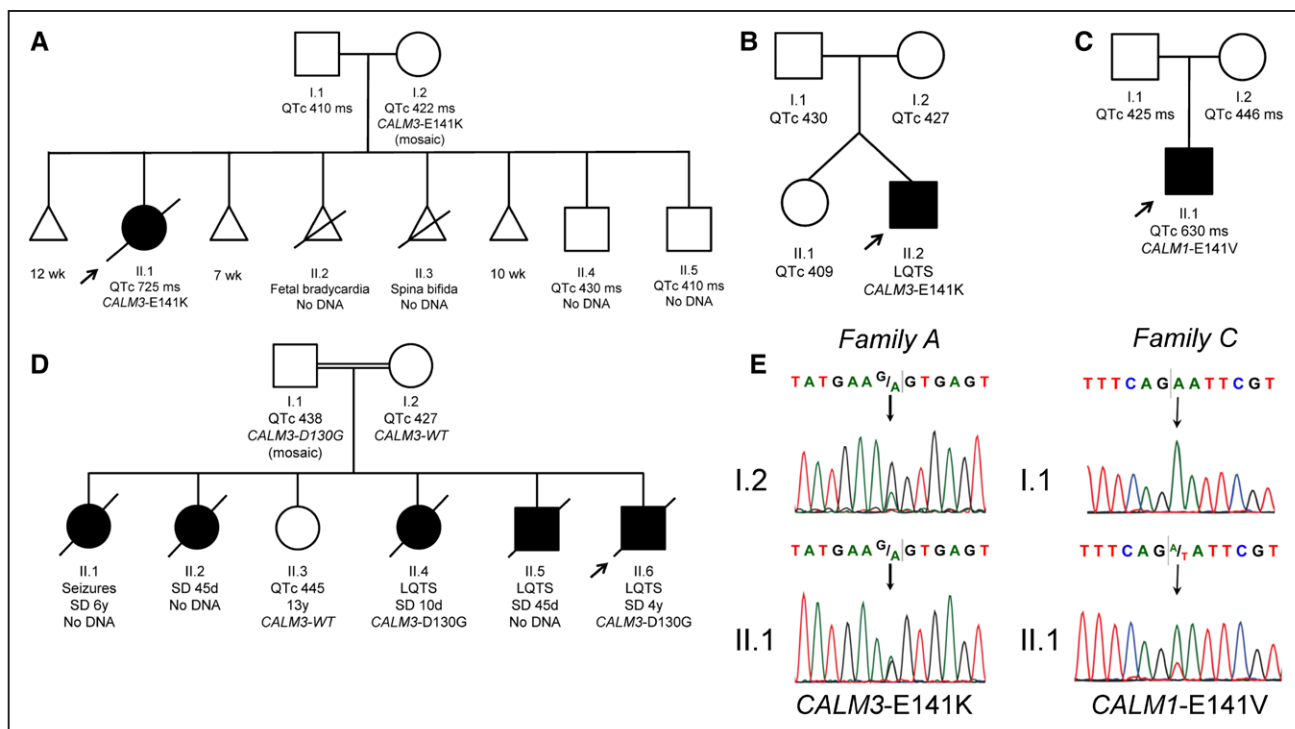 A
I.1
QTc 410 ms
I.2
QTc 422 ms
CALM3-E141K
(mosaic)
12 wk
II.1
QTc 725 ms
CALM3-E141K
7 wk
II.2
Fetal bradycardia
No DNA
II.3
Spina bifida
No DNA
10 wk
II.4
QTc 430 ms
No DNA
II.5
QTc 410 ms
No DNA
B
I.1
QTc 430
I.2
QTc 427
II.1
QTc 409
II.2
LQTS
CALM3-E141K
C
I.1
QTc 425 ms
I.2
QTc 446 ms
II.1
QTc 630 ms
CALM1-E141V
D
I.1
QTc 438
CALM3-D130G
(mosaic)
I.2
QTc 427
CALM3-WT
II.1
Seizures
SD 6y
No DNA
II.2
SD 45d
No DNA
II.3
QTc 445
13y
CALM3-WT
II.4
LQTS
SD 10d
CALM3-D130G
II.5
LQTS
SD 45d
No DNA
II.6
LQTS
SD 4y
CALM3-D130G
E
Family A
TATGAAG/AGTGAGT
I.2
TATGAAG/AGTGAGT
II.1
CALM3-E141K
Family C
TTTCAGAATTCGT
I.1
TTTCAGA/TATTCGT
II.1
CALM1-E141V